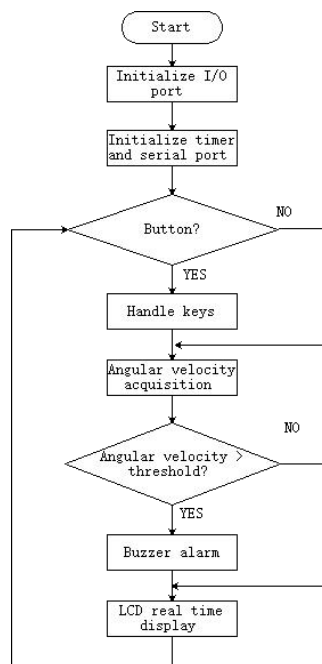 Start
Initialize I/O
port
Initialize timer
and serial port
Button?
NO
YES
Handle keys
Angular velocity
acquisition
Angular velocity >
threshold?
NO
YES
Buzzer alarm
LCD real time
display